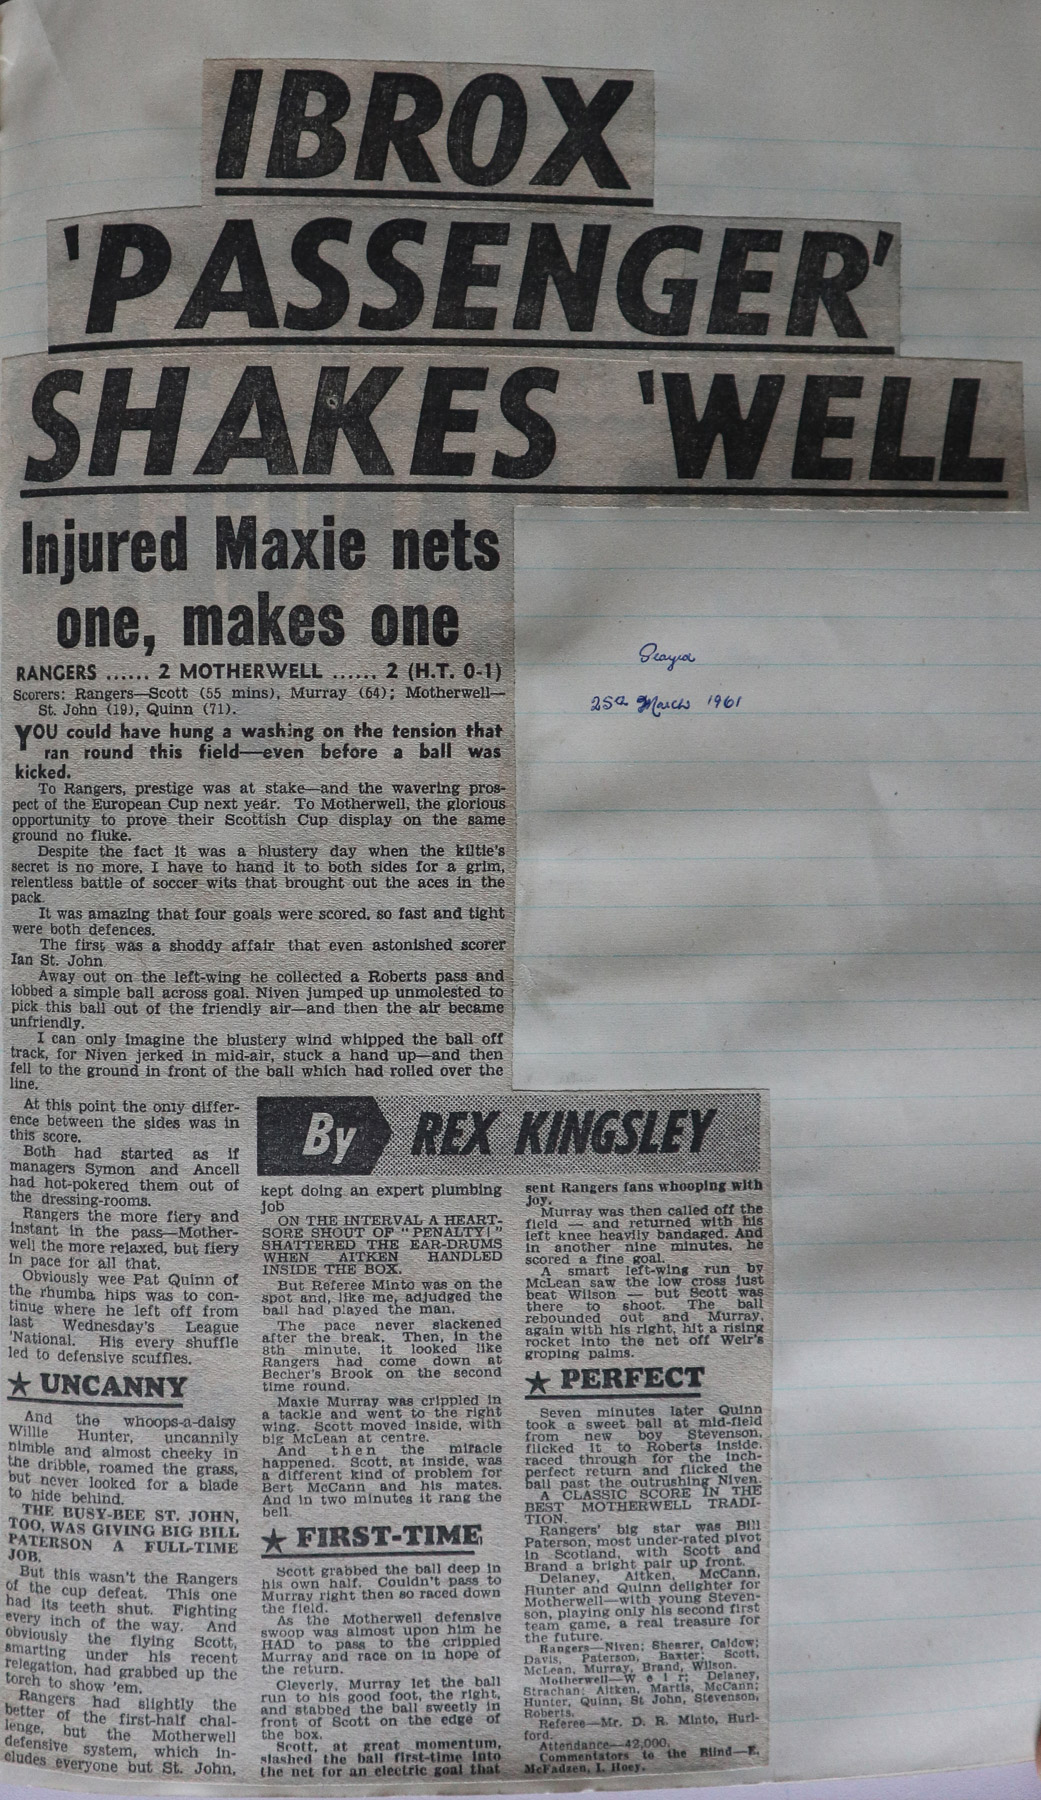 IBROX
'PASSENGER'
SHAKES 'WELL
Injured Maxie nets
one, makes one
RANGERS ...... 2 MOTHERWELL ...... 2 (H.T. 0-1)
Scorers: Rangers—Scott (55 mins), Murray (64); Motherwell—
St. John (19), Quinn (71).
YOU could have hung a washing on the tension that
ran round this field—even before a ball was
kicked.
To Rangers, prestige was at stake—and the wavering pros-
pect of the European Cup next year. To Motherwell, the glorious
opportunity to prove their Scottish Cup display on the same
ground no fluke.
Despite the fact it was a blustery day when the kiltie's
secret is no more, I have to hand it to both sides for a grim,
relentless battle of soccer wits that brought out the aces in the
pack.
It was amazing that four goals were scored, so fast and tight
were both defences.
The first was a shoddy affair that even astonished scorer
Ian St. John
Away out on the left-wing he collected a Roberts pass and
lobbed a simple ball across goal. Niven jumped up unmolested to
pick this ball out of the friendly air—and then the air became
unfriendly.
I can only imagine the blustery wind whipped the ball off
track, for Niven jerked in mid-air, stuck a hand up—and then
fell to the ground in front of the ball which had rolled over the
line.
At this point the only differ-
ence between the sides was in
this score.
Both had started as if
managers Symon and Ancell
had hot-pokered them out of
the dressing-rooms.
Rangers the more fiery and
instant in the pass—Mother-
well the more relaxed, but fiery
in pace for all that.
Obviously wee Pat Quinn of
the rhumba hips was to con-
tinue where he left off from
last Wednesday's League
'National. His every shuffle
led to defensive scuffles.
★ UNCANNY
And the whoops-a-daisy
Willie Hunter, uncannily
nimble and almost cheeky in
the dribble, roamed the grass,
but never looked for a blade
to hide behind.
THE BUSY-BEE ST. JOHN,
TOO, WAS GIVING BIG BILL
PATERSON A FULL-TIME
JOB.
But this wasn't the Rangers
of the cup defeat. This one
had its teeth shut. Fighting
every inch of the way. And
obviously the flying Scott,
smarting under his recent
relegation, had grabbed up the
torch to show 'em.
Rangers had slightly the
better of the first-half chal-
lenge, but the Motherwell
defensive system, which in-
cludes everyone but St. John,
By REX KINGSLEY
kept doing an expert plumbing
job
ON THE INTERVAL A HEART-
SORE SHOUT OF "PENALTY!"
SHATTERED THE EAR-DRUMS
WHEN AITKEN HANDLED
INSIDE THE BOX.
But Referee Minto was on the
spot and, like me, adjudged the
ball had played the man.
The pace never slackened
after the break. Then, in the
8th minute, it looked like
Rangers had come down at
Becher's Brook on the second
time round.
Maxie Murray was crippled in
a tackle and went to the right
wing. Scott moved inside, with
big McLean at centre.
And then the miracle
happened. Scott, at inside, was
a different kind of problem for
Bert McCann and his mates.
And in two minutes it rang the
bell.
★ FIRST-TIME
Scott grabbed the ball deep in
his own half. Couldn't pass to
Murray right then so raced down
the field.
As the Motherwell defensive
swoop was almost upon him he
HAD to pass to the crippled
Murray and race on in hope of
the return.
Cleverly, Murray let the ball
run to his good foot, the right,
and stabbed the ball sweetly in
front of Scott on the edge of
the box.
Scott, at great momentum,
slashed the ball first-time into
the net for an electric goal that
sent Rangers fans whooping with
joy.
Murray was then called off the
field — and returned with his
left knee heavily bandaged. And
in another nine minutes, he
scored a fine goal.
A smart left-wing run by
McLean saw the low cross just
beat Wilson — but Scott was
there to shoot. The ball
rebounded out and Murray,
again with his right, hit a rising
rocket into the net off Weir's
groping palms.
★ PERFECT
Seven minutes later Quinn
took a sweet ball at mid-field
from new boy Stevenson,
flicked it to Roberts inside,
raced through for the inch-
perfect return and flicked the
ball past the outrushing Niven.
A CLASSIC SCORE IN THE
BEST MOTHERWELL TRADI-
TION.
Rangers' big star was Bill
Paterson, most under-rated pivot
in Scotland, with Scott and
Brand a bright pair up front.
Delaney, Aitken, McCann,
Hunter and Quinn delighter for
Motherwell—with young Steven-
son, playing only his second first
team game, a real treasure for
the future.
Rangers—Niven; Shearer, Caldow;
Davis, Paterson, Baxter; Scott,
McLean, Murray, Brand, Wilson.
Motherwell—Weir; Delaney,
Strachan; Aitken, Martis, McCann;
Hunter, Quinn, St John, Stevenson,
Roberts.
Referee—Mr. D. R. Minto, Hurl-
ford.
Attendance—42,000.
Commentators to the Blind—E.
McFadzen, I. Hoey.
25th March 1961